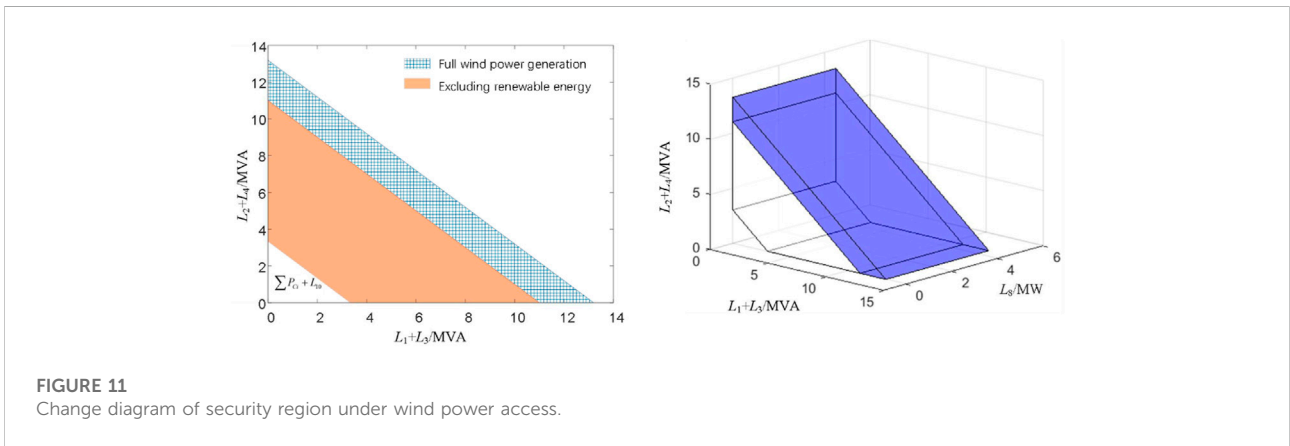 14
12
10
8
6
4
2
0
L₂+L₄/MVA
Full wind power generation
Excluding renewable energy
0 2 4 6 8 10 12 14
L₁+L₃/MVA
15
10
5
0
L₂+L₄/MVA
0
5
10
15
L₁+L₃/MVA
0
2
4
6
L₈/MW
FIGURE 11
Change diagram of security region under wind power access.